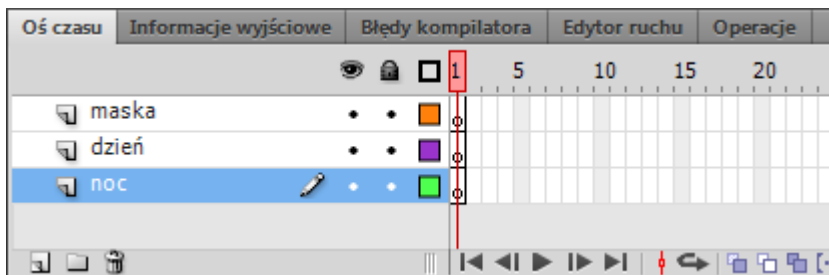 Oś czasu Informacje wyjściowe Błędy kompilatora Edytor ruchu Operacje
1 5 10 15 20
maska
dzień
noc